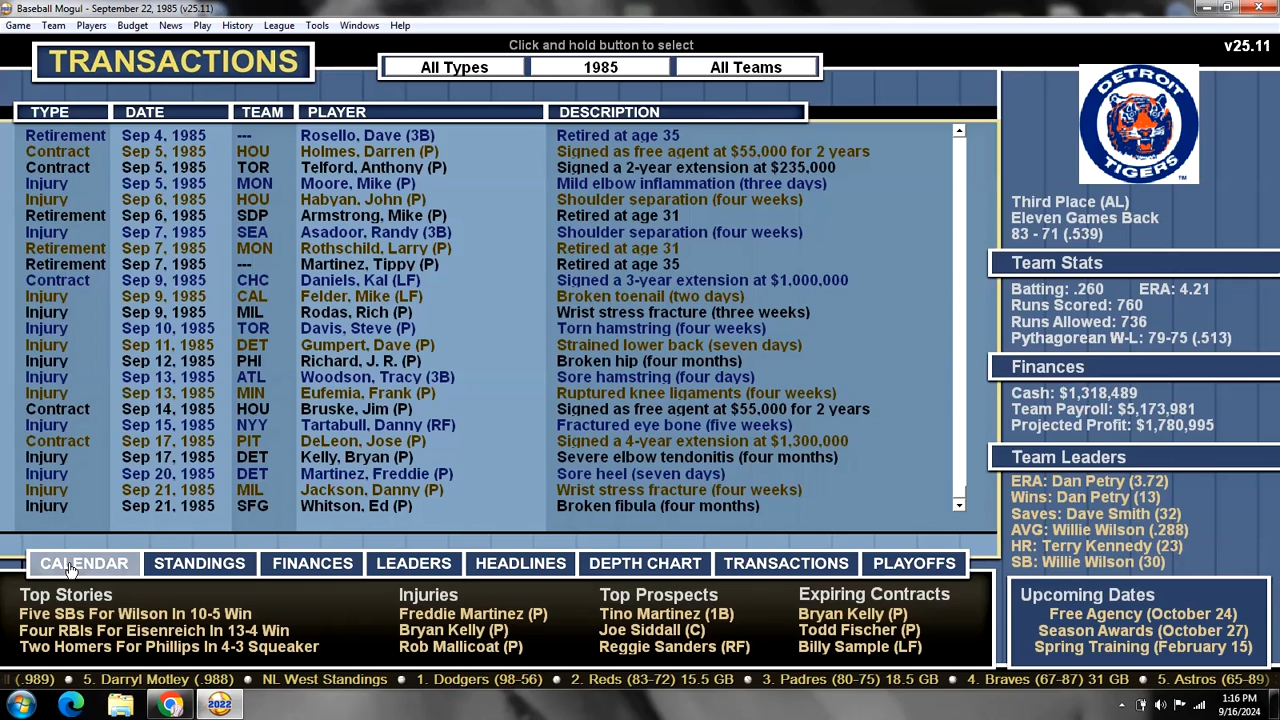 Baseball Mogul - September 22, 1985 (v25.11)
Game Team Players Budget News Play History League Tools Windows Help
Click and hold button to select
v25.11
TRANSACTIONS
All Types 1985 All Teams
DETROIT
TIGERS
TYPE DATE TEAM PLAYER DESCRIPTION
Retirement Sep 4, 1985 --- Rosello, Dave (3B) Retired at age 35
Contract Sep 5, 1985 HOU Holmes, Darren (P) Signed as free agent at $55,000 for 2 years
Contract Sep 5, 1985 TOR Telford, Anthony (P) Signed a 2-year extension at $235,000
Injury Sep 5, 1985 MON Moore, Mike (P) Mild elbow inflammation (three days)
Injury Sep 6, 1985 HOU Habyan, John (P) Shoulder separation (four weeks)
Retirement Sep 6, 1985 SDP Armstrong, Mike (P) Retired at age 31
Injury Sep 7, 1985 SEA Asadoor, Randy (3B) Shoulder separation (four weeks)
Retirement Sep 7, 1985 MON Rothschild, Larry (P) Retired at age 31
Retirement Sep 7, 1985 --- Martinez, Tippy (P) Retired at age 35
Contract Sep 9, 1985 CHC Daniels, Kal (LF) Signed a 3-year extension at $1,000,000
Injury Sep 9, 1985 CAL Felder, Mike (LF) Broken toenail (two days)
Injury Sep 9, 1985 MIL Rodas, Rich (P) Wrist stress fracture (three weeks)
Injury Sep 10, 1985 TOR Davis, Steve (P) Torn hamstring (four weeks)
Injury Sep 11, 1985 DET Gumpert, Dave (P) Strained lower back (seven days)
Injury Sep 12, 1985 PHI Richard, J. R. (P) Broken hip (four months)
Injury Sep 13, 1985 ATL Woodson, Tracy (3B) Sore hamstring (four days)
Injury Sep 13, 1985 MIN Eufemia, Frank (P) Ruptured knee ligaments (four weeks)
Contract Sep 14, 1985 HOU Bruske, Jim (P) Signed as free agent at $55,000 for 2 years
Injury Sep 15, 1985 NYY Tartabull, Danny (RF) Fractured eye bone (five weeks)
Contract Sep 17, 1985 PIT DeLeon, Jose (P) Signed a 4-year extension at $1,300,000
Injury Sep 17, 1985 DET Kelly, Bryan (P) Severe elbow tendonitis (four months)
Injury Sep 20, 1985 DET Martinez, Freddie (P) Sore heel (seven days)
Injury Sep 21, 1985 MIL Jackson, Danny (P) Wrist stress fracture (four weeks)
Injury Sep 21, 1985 SFG Whitson, Ed (P) Broken fibula (four months)
Third Place (AL)
Eleven Games Back
83 - 71 (.539)
Team Stats
Batting: .260 ERA: 4.21
Runs Scored: 760
Runs Allowed: 736
Pythagorean W-L: 79-75 (.513)
Finances
Cash: $1,318,489
Team Payroll: $5,173,981
Projected Profit: $1,780,995
Team Leaders
ERA: Dan Petry (3.72)
Wins: Dan Petry (13)
Saves: Dave Smith (32)
AVG: Willie Wilson (.288)
HR: Terry Kennedy (23)
SB: Willie Wilson (30)
CALENDAR STANDINGS FINANCES LEADERS HEADLINES DEPTH CHART TRANSACTIONS PLAYOFFS
Top Stories
Five SBs For Wilson In 10-5 Win
Four RBIs For Eisenreich In 13-4 Win
Two Homers For Phillips In 4-3 Squeaker
Injuries
Freddie Martinez (P)
Bryan Kelly (P)
Rob Mallicoat (P)
Top Prospects
Tino Martinez (1B)
Joe Siddall (C)
Reggie Sanders (RF)
Expiring Contracts
Bryan Kelly (P)
Todd Fischer (P)
Billy Sample (LF)
Upcoming Dates
Free Agency (October 24)
Season Awards (October 27)
Spring Training (February 15)
(.989) • 5. Darryl Motley (.988) • NL West Standings • 1. Dodgers (98-56) • 2. Reds (83-72) 15.5 GB • 3. Padres (80-75) 18.5 GB • 4. Braves (67-87) 31 GB • 5. Astros (65-89)
2022
1:16 PM
9/16/2024